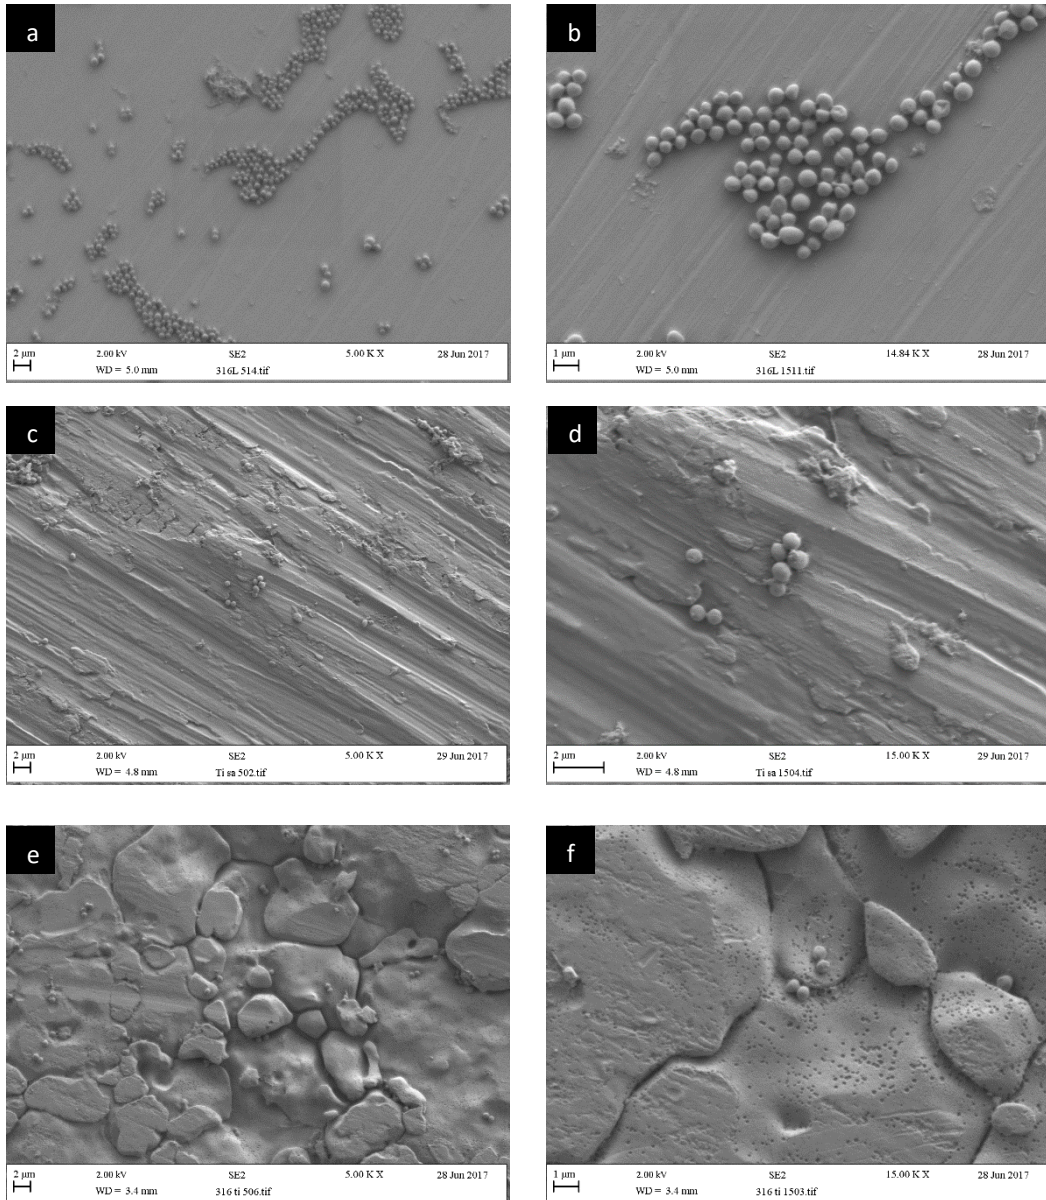 a
2 µm 2.00 kV SE2 5.00 K X 28 Jun 2017
WD = 5.0 mm 316L 514.tif
b
1 µm 2.00 kV SE2 14.84 K X 28 Jun 2017
WD = 5.0 mm 316L 1511.tif
c
2 µm 2.00 kV SE2 5.00 K X 29 Jun 2017
WD = 4.8 mm Ti sa 502.tif
d
2 µm 2.00 kV SE2 15.00 K X 29 Jun 2017
WD = 4.8 mm Ti sa 1504.tif
e
2 µm 2.00 kV SE2 5.00 K X 28 Jun 2017
WD = 3.4 mm 316 ti 506.tif
f
1 µm 2.00 kV SE2 15.00 K X 28 Jun 2017
WD = 3.4 mm 316 ti 1503.tif